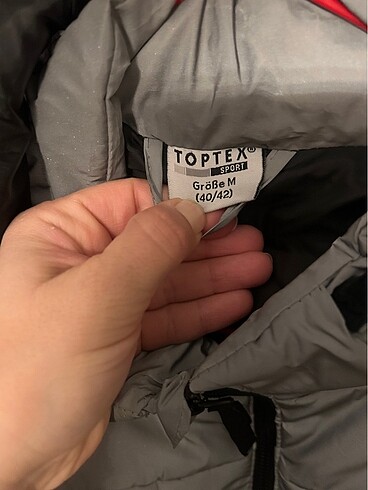 TOPTEX®
SPORT
Größe M
(40/42)